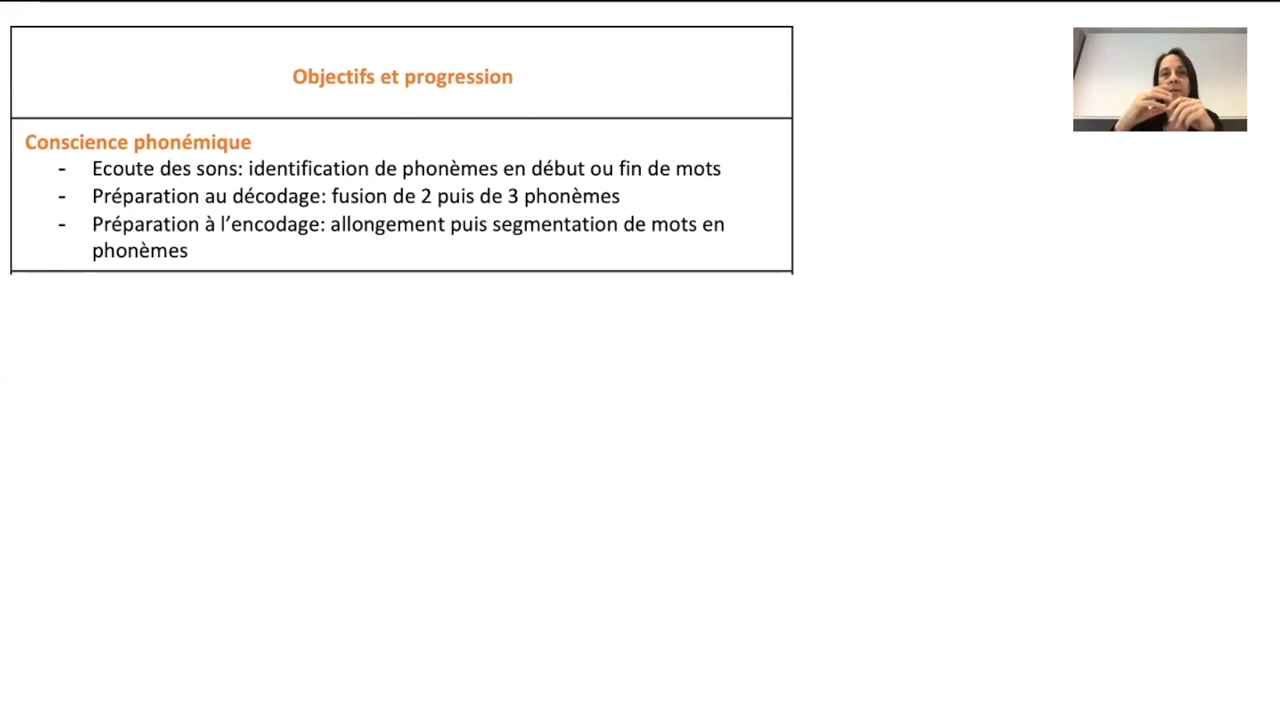 Objectifs et progression
Conscience phonémique
- Ecoute des sons: identification de phonèmes en début ou fin de mots
- Préparation au décodage: fusion de 2 puis de 3 phonèmes
- Préparation à l’encodage: allongement puis segmentation de mots en
phonèmes